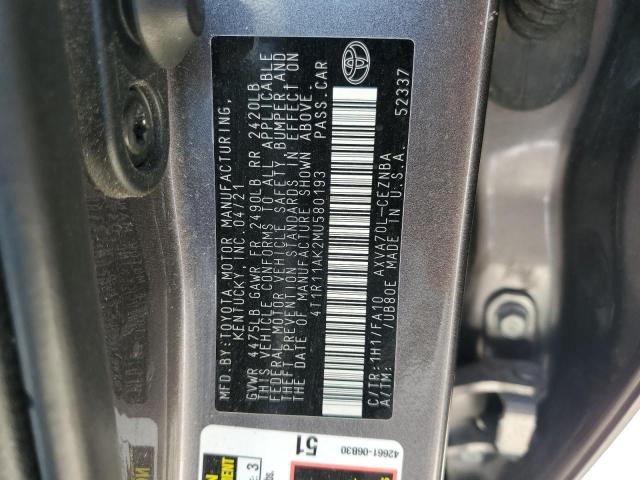 MFD.BY:TOYOTA MOTOR MANUFACTURING,
KENTUCKY, INC.04/21
GVWR 4475LB GAWR FR 2490LB RR 2420LB
THIS VEHICLE CONFORMS TO ALL APPLICABLE
FEDERAL MOTOR VEHICLE SAFETY, BUMPER AND
THEFT PREVENTION STANDARDS IN EFFECT ON
THE DATE OF MANUFACTURE SHOWN ABOVE.
4T1R11AK2MU580193 PASS.CAR
C/TR:1H1/FA10 AXVA70L-CEZNBA
A/TM: /UB80E MADE IN U.S.A.
52337
51
42661-06B30
3